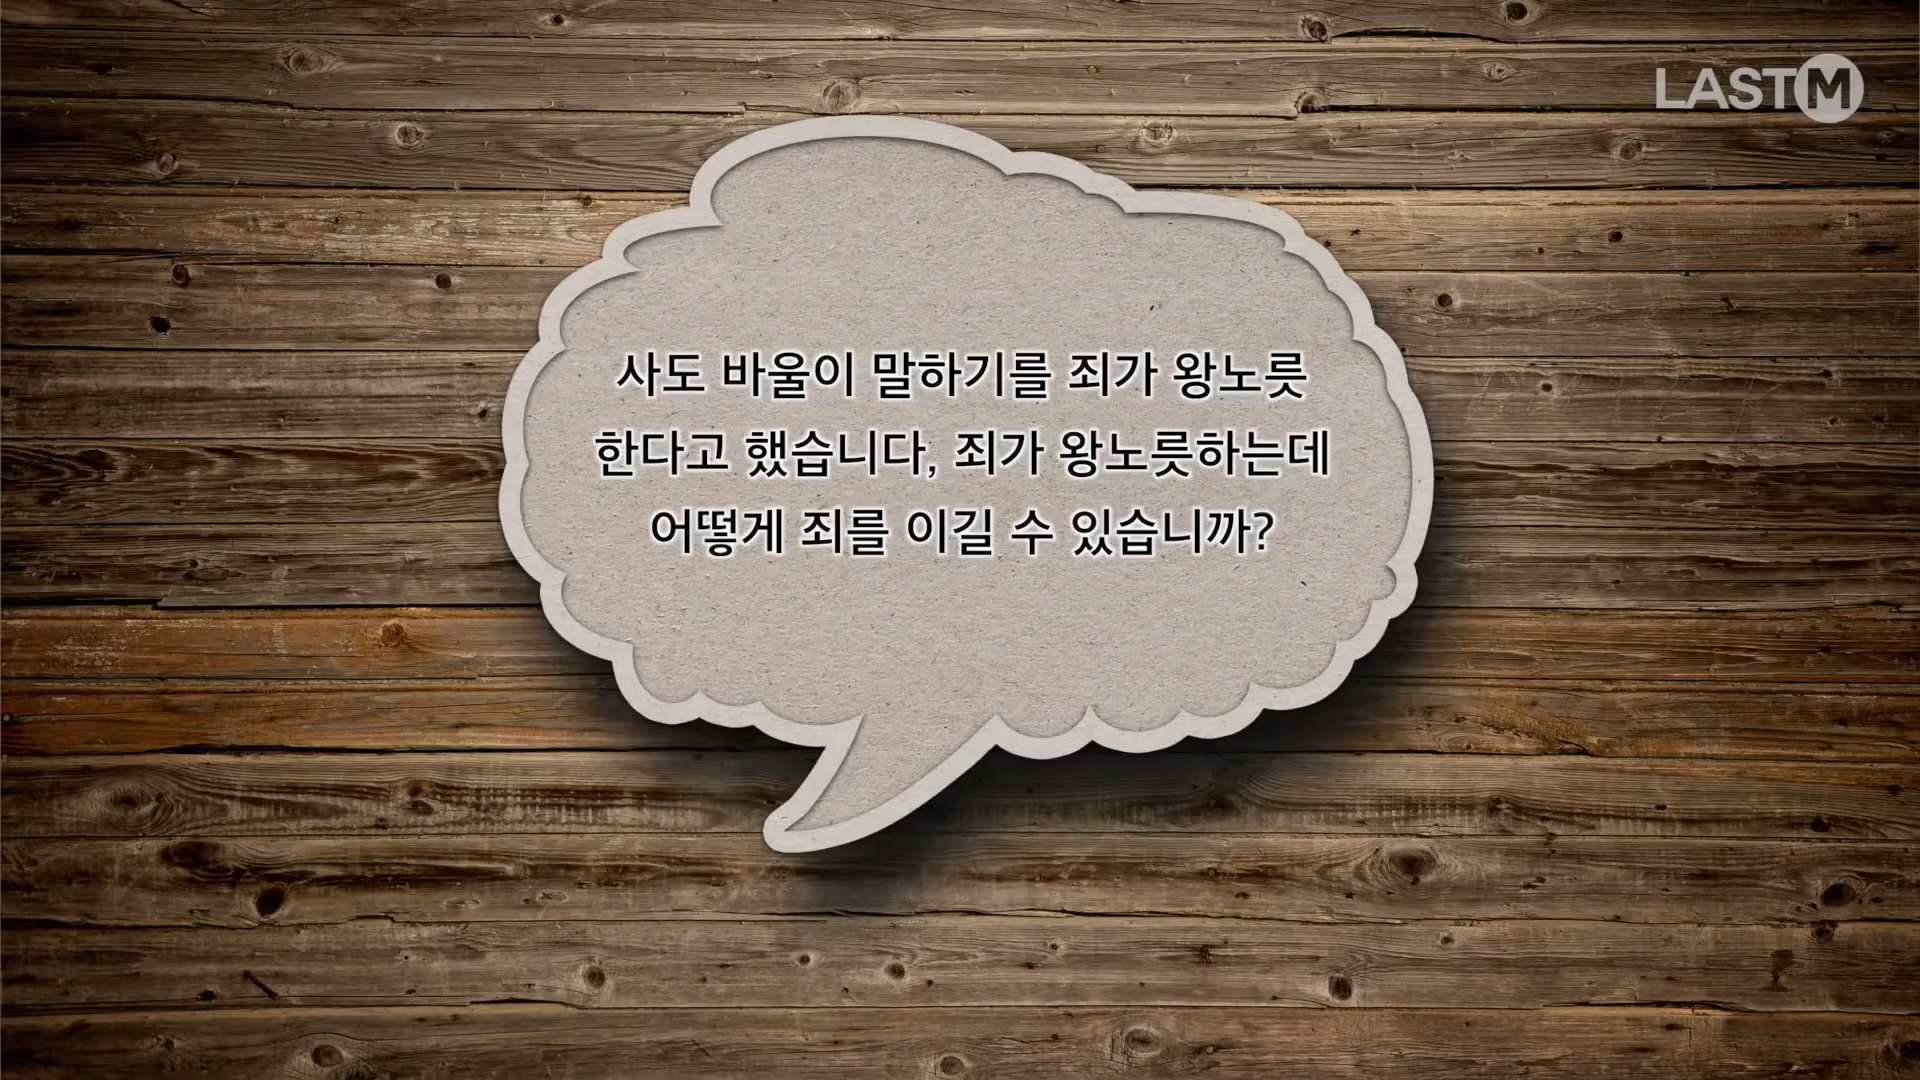 LAST M
사도 바울이 말하기를 죄가 왕노릇
한다고 했습니다, 죄가 왕노릇하는데
어떻게 죄를 이길 수 있습니까?